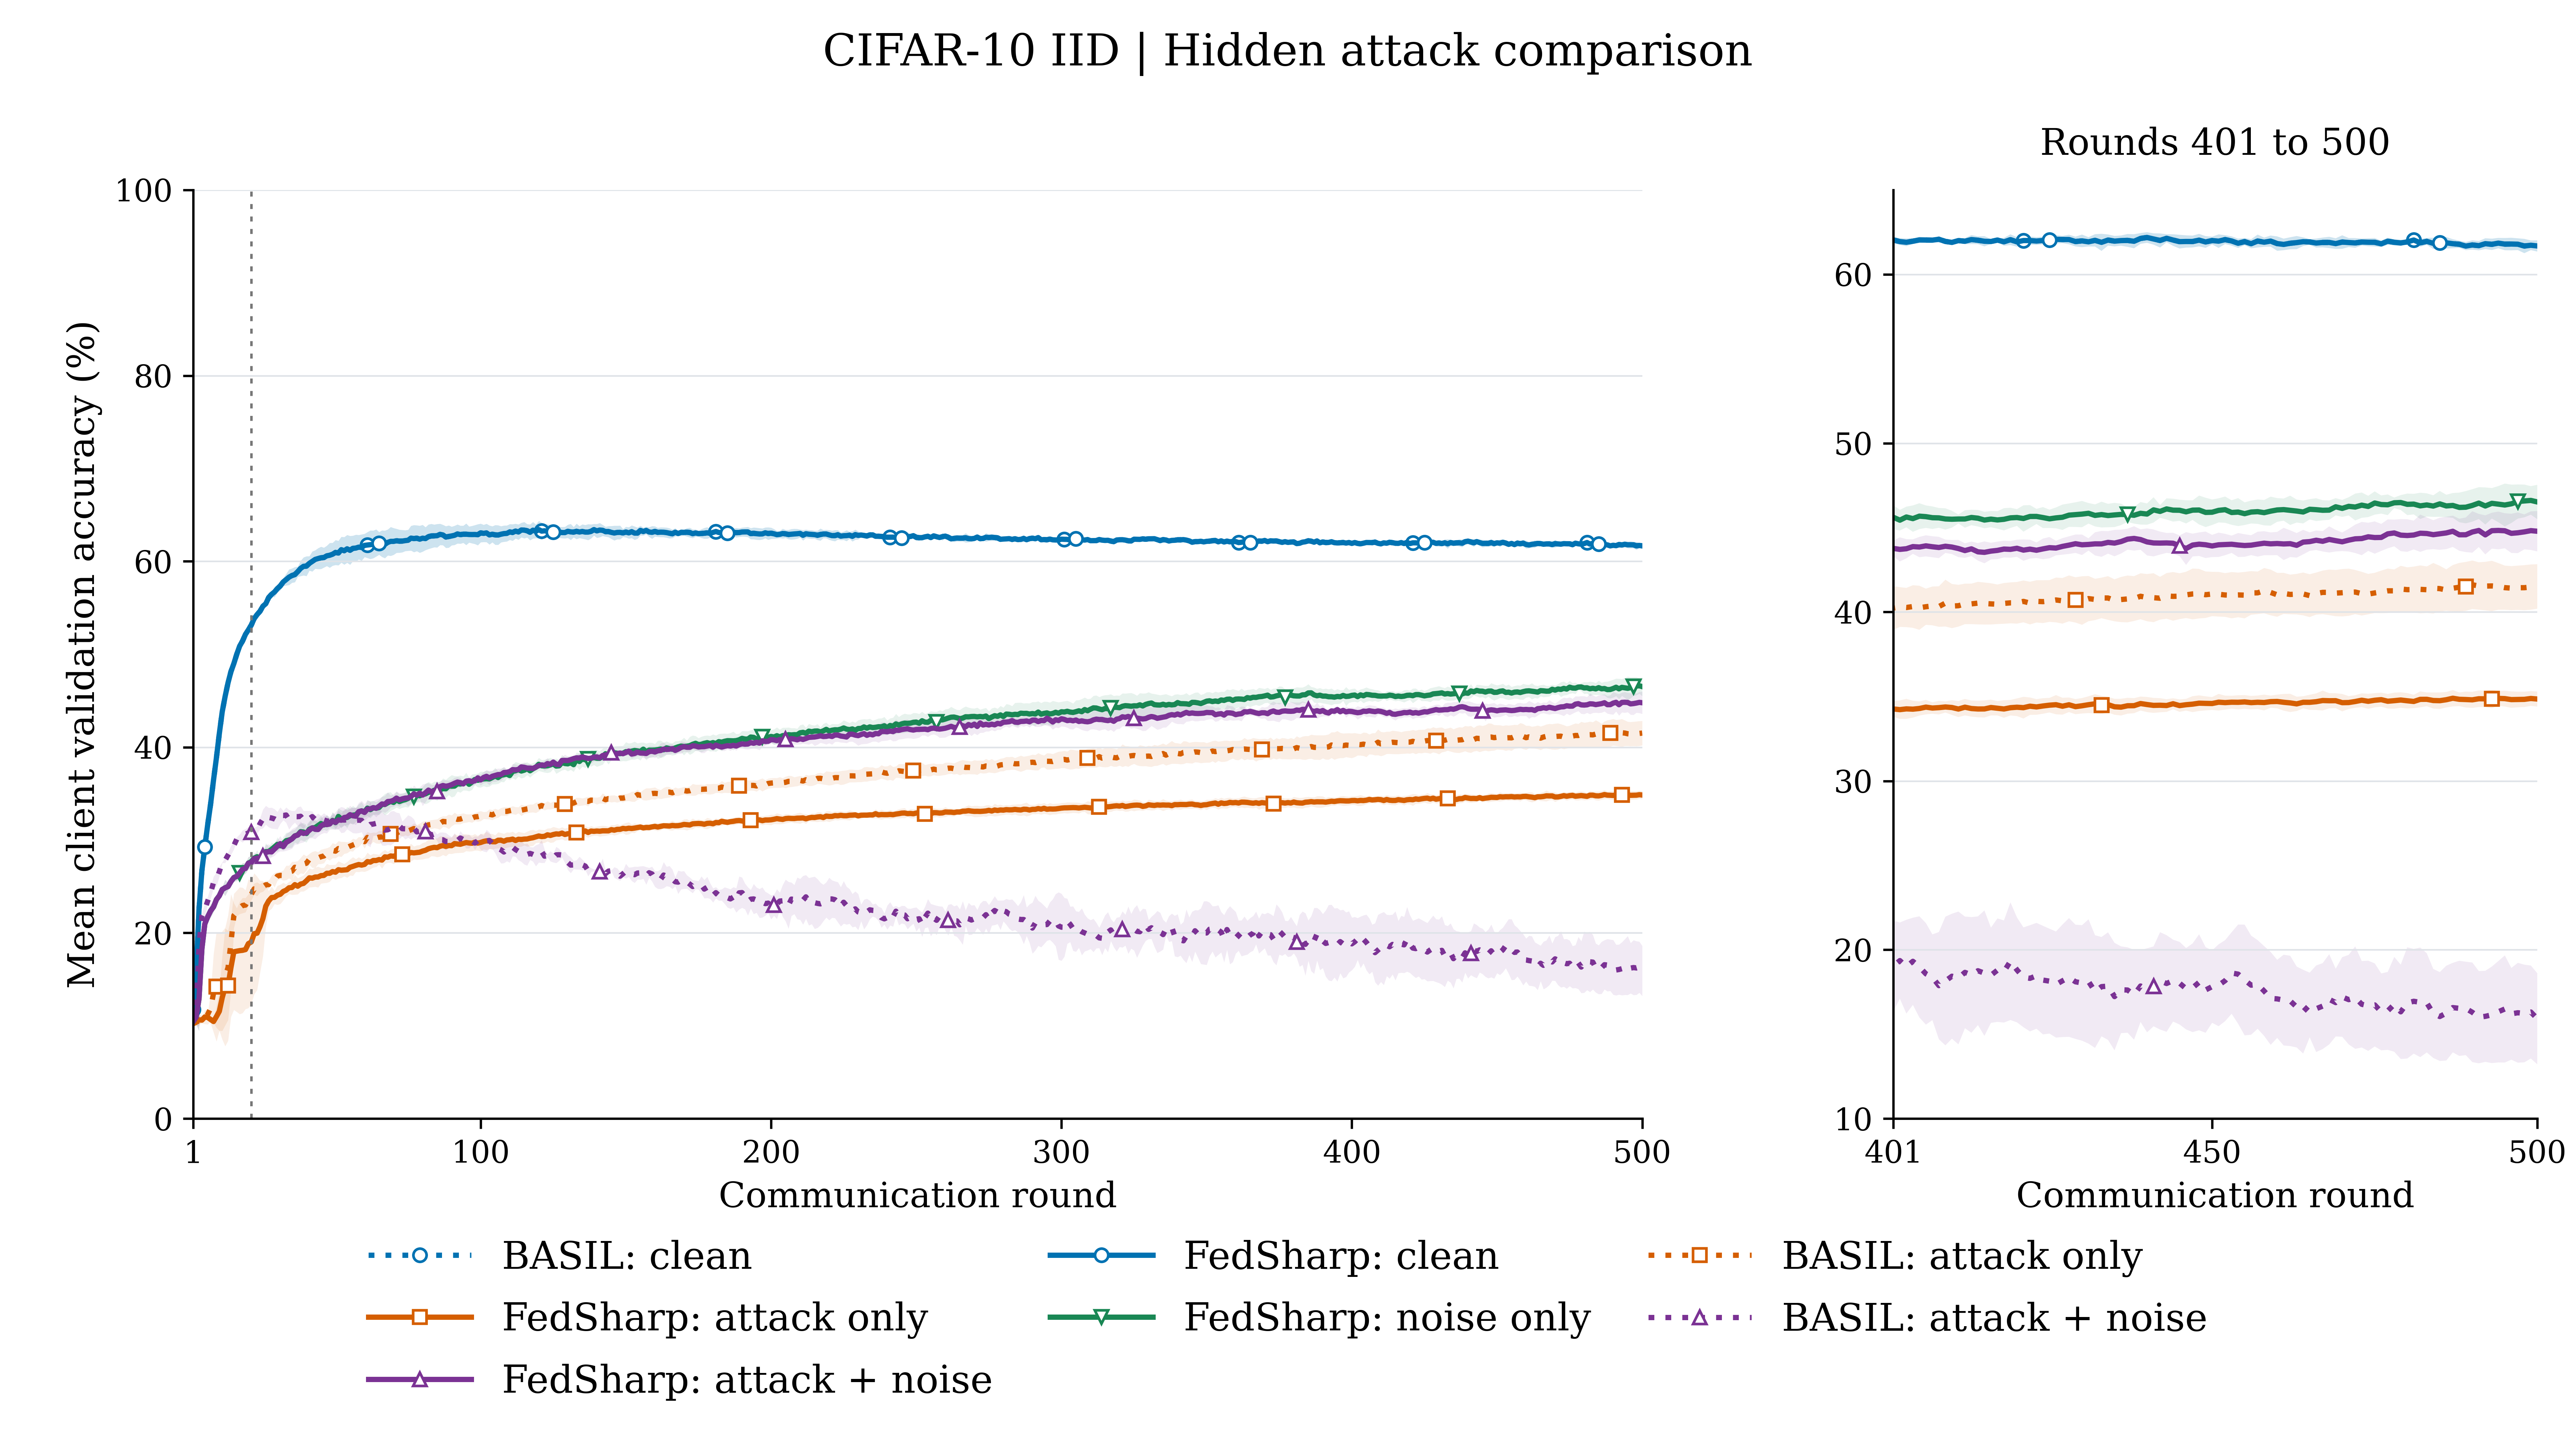 CIFAR-10 IID | Hidden attack comparison
Rounds 401 to 500
Mean client validation accuracy (%)
100
80
60
40
20
0
1
100
200
300
400
500
Communication round
60
50
40
30
20
10
401
450
500
Communication round
BASIL: clean
FedSharp: clean
BASIL: attack only
FedSharp: attack only
FedSharp: noise only
BASIL: attack + noise
FedSharp: attack + noise